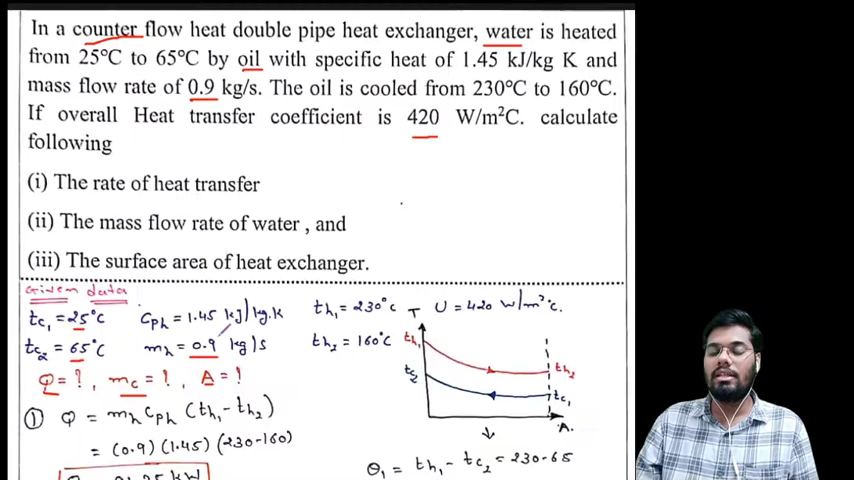 In a counter flow heat double pipe heat exchanger, water is heated
from 25°C to 65°C by oil with specific heat of 1.45 kJ/kg K and
mass flow rate of 0.9 kg/s. The oil is cooled from 230°C to 160°C.
If overall Heat transfer coefficient is 420 W/m²C. calculate
following
(i) The rate of heat transfer
(ii) The mass flow rate of water , and
(iii) The surface area of heat exchanger.
Given data
tc₁ = 25°C Cph = 1.45 kJ/kg.K th₁ = 230°C U = 420 W/m²°C.
tc₂ = 65°C mh = 0.9 kg/s th₂ = 160°C
Q = ? , mc = ? , A = ?
T
th₁
th₂
tc₂
tc₁
A.
① Q = mh Cph (th₁ - th₂)
= (0.9) (1.45) (230-160)
θ₁ = th₁ - tc₂ = 230-65